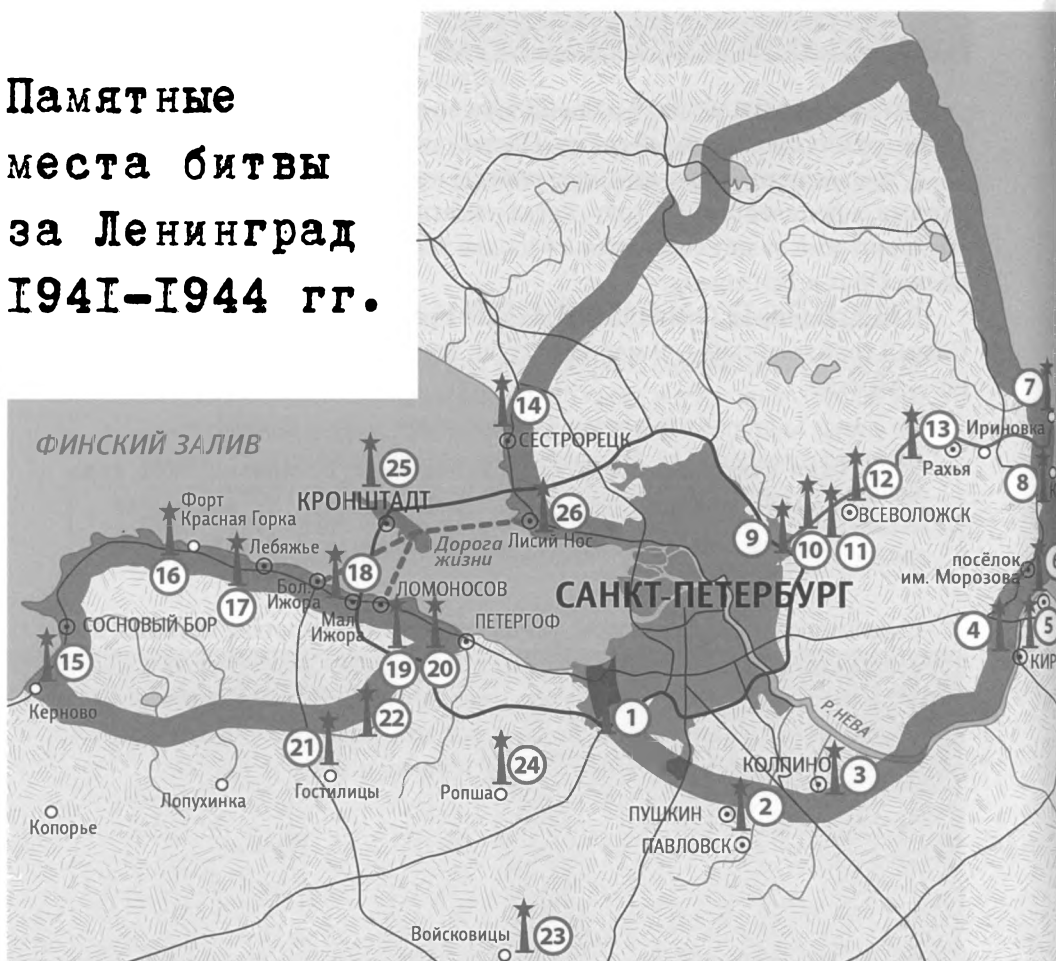 Памятные
места битвы
за Ленинград
1941–1944 гг.
7
14
ФИНСКИЙ ЗАЛИВ
СЕСТРОРЕЦК
13
Ириновка
Рахья
25
12
8
КРОНШТАДТ
Форт
Красная Горка
26
ВСЕВОЛОЖСК
9
10
11
Лебяжье
Дорога
жизни
Лисий Нос
16
18
17
Бол.
Ижора
ЛОМОНОСОВ
САНКТ-ПЕТЕРБУРГ
посёлок
им. Морозова
Мал.
Ижора
ПЕТЕРГОФ
СОСНОВЫЙ БОР
4
5
15
19
20
Керново
22
1
Р. НЕВА
21
24
КОЛПИНО
3
Гостилицы
Ропша
Лопухинка
2
ПУШКИН
Копорье
ПАВЛОВСК
Войсковицы
23